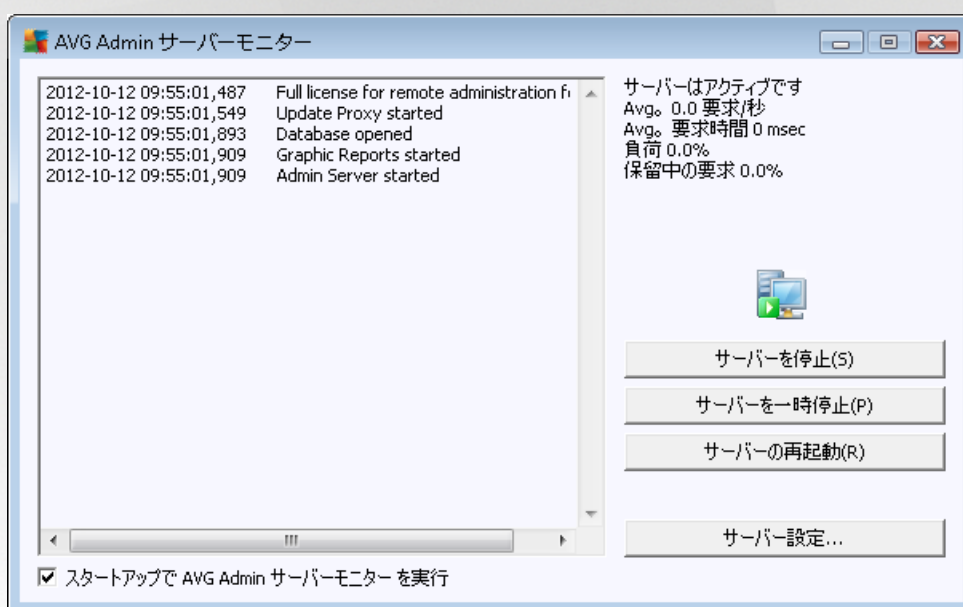 AVG Admin サーバーモニター
2012-10-12 09:55:01,487 Full license for remote administration
2012-10-12 09:55:01,549 Update Proxy started
2012-10-12 09:55:01,893 Database opened
2012-10-12 09:55:01,909 Graphic Reports started
2012-10-12 09:55:01,909 Admin Server started
サーバーはアクティブです
Avg。0.0 要求/秒
Avg。要求時間 0 msec
負荷 0.0%
保留中の要求 0.0%
サーバーを停止(S)
サーバーを一時停止(P)
サーバーの再起動(R)
サーバー設定...
スタートアップで AVG Admin サーバーモニター を実行